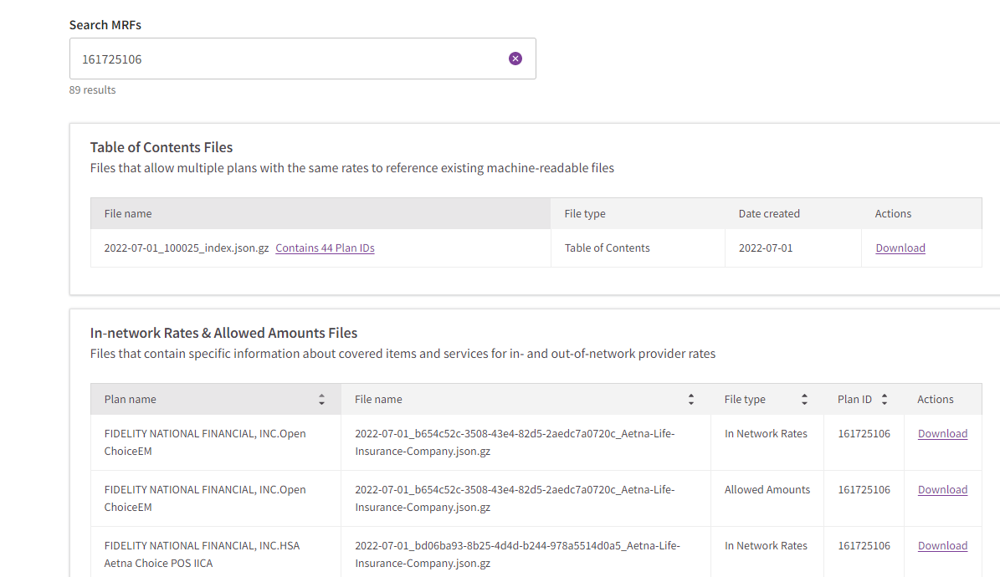 Search MRFs
161725106
89 results
Table of Contents Files
Files that allow multiple plans with the same rates to reference existing machine-readable files
File name File type Date created Actions
2022-07-01_100025_index.json.gz Contains 44 Plan IDs Table of Contents 2022-07-01 Download
In-network Rates & Allowed Amounts Files
Files that contain specific information about covered items and services for in- and out-of-network provider rates
Plan name File name File type Plan ID Actions
FIDELITY NATIONAL FINANCIAL, INC.Open 2022-07-01_b654c52c-3508-43e4-82d5-2aedc7a0720c_Aetna-Life- In Network Rates 161725106 Download
ChoiceEM Insurance-Company.json.gz
FIDELITY NATIONAL FINANCIAL, INC.Open 2022-07-01_b654c52c-3508-43e4-82d5-2aedc7a0720c_Aetna-Life- Allowed Amounts 161725106 Download
ChoiceEM Insurance-Company.json.gz
FIDELITY NATIONAL FINANCIAL, INC.HSA 2022-07-01_bd06ba93-8b25-4d4d-b244-978a5514d0a5_Aetna-Life- In Network Rates 161725106 Download
Aetna Choice POS IICA Insurance-Company.json.gz